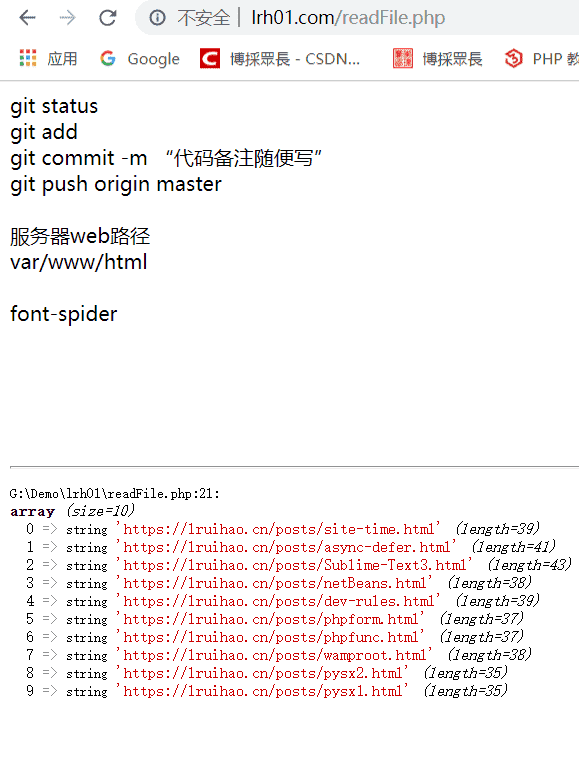 不安全 | lrh01.com/readFile.php
应用 Google 博採眾長 - CSDN... 博採眾長 PHP 教
git status
git add
git commit -m “代码备注随便写”
git push origin master
服务器web路径
var/www/html
font-spider
G:\Demo\lrh01\readFile.php:21:
array (size=10)
0 => string 'https://lruihao.cn/posts/site-time.html' (length=39)
1 => string 'https://lruihao.cn/posts/async-defer.html' (length=41)
2 => string 'https://lruihao.cn/posts/Sublime-Text3.html' (length=43)
3 => string 'https://lruihao.cn/posts/netBeans.html' (length=38)
4 => string 'https://lruihao.cn/posts/dev-rules.html' (length=39)
5 => string 'https://lruihao.cn/posts/phpform.html' (length=37)
6 => string 'https://lruihao.cn/posts/phpfunc.html' (length=37)
7 => string 'https://lruihao.cn/posts/wamproot.html' (length=38)
8 => string 'https://lruihao.cn/posts/pysx2.html' (length=35)
9 => string 'https://lruihao.cn/posts/pysx1.html' (length=35)